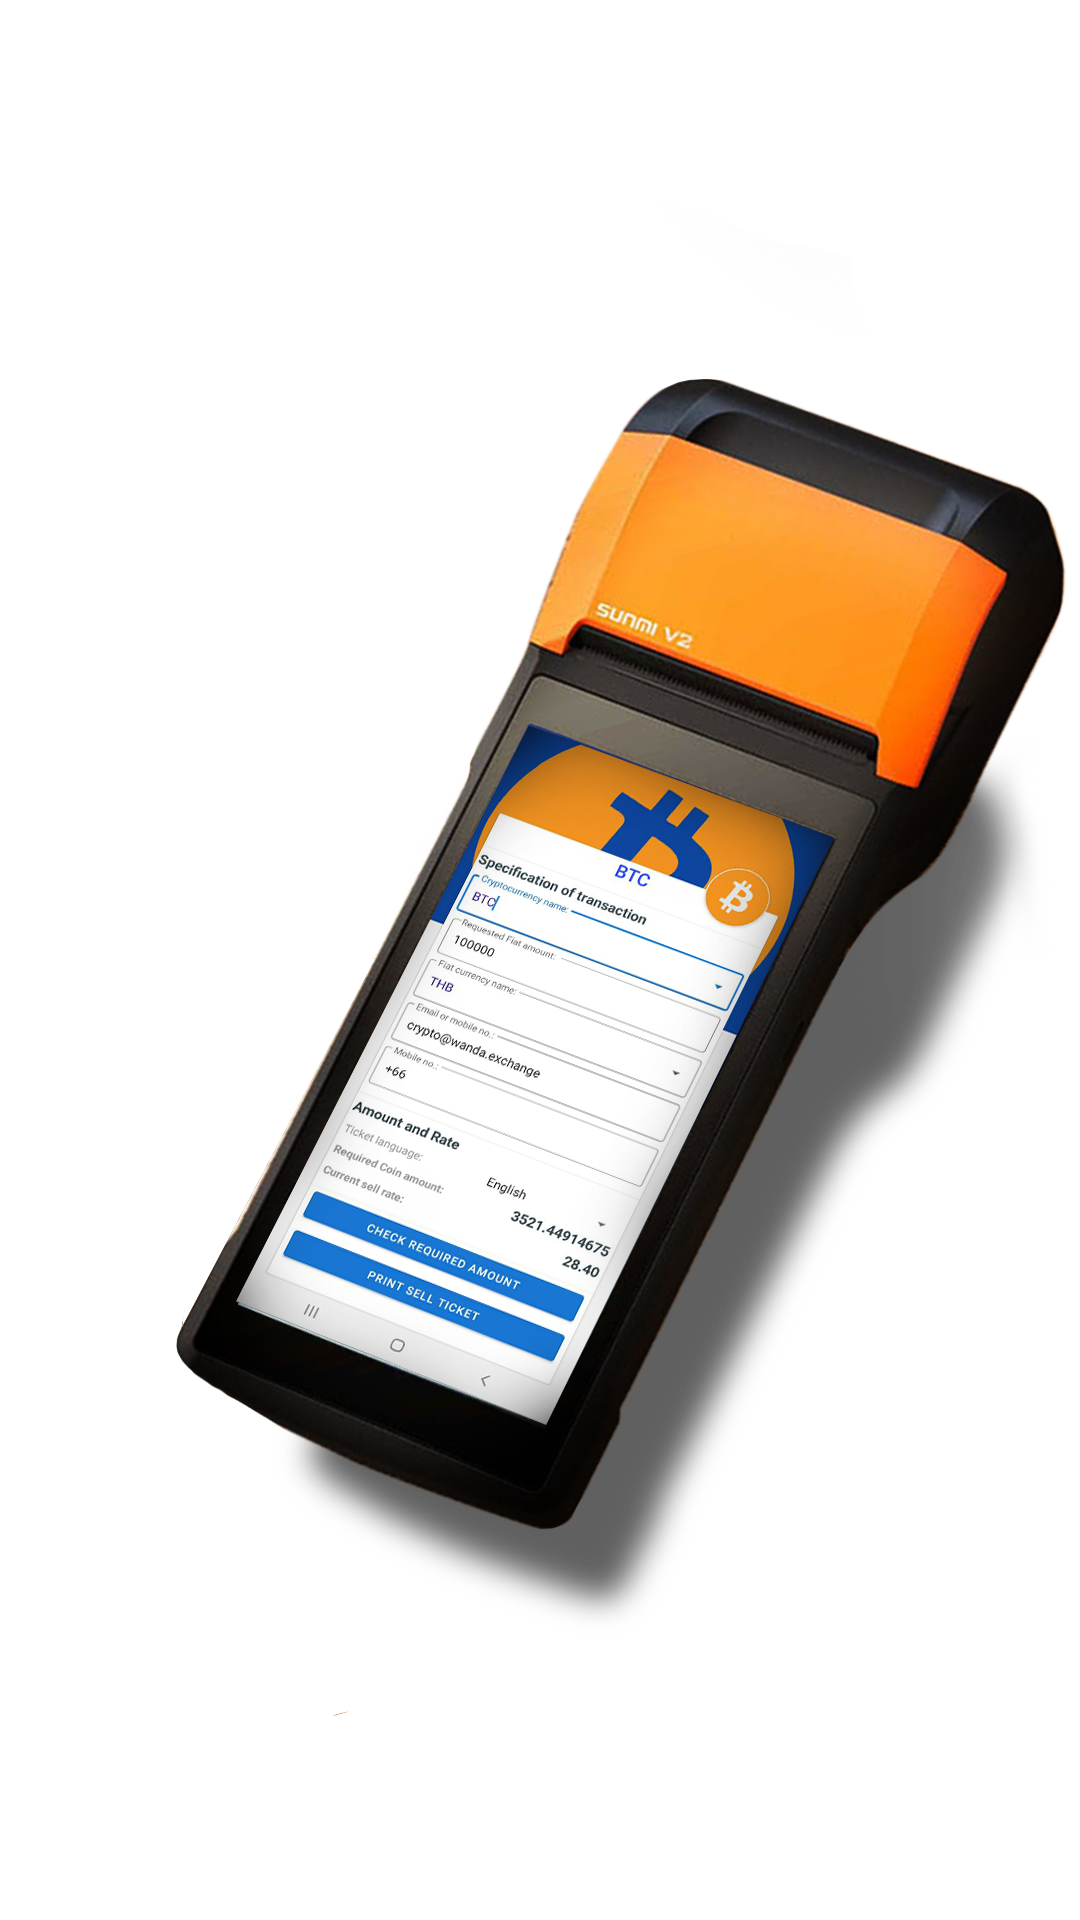 SUNMI V2
BTC
Specification of transaction
Cryptocurrency name:
BTC
Requested Fiat amount:
100000
Fiat currency name:
THB
Email or mobile no.:
crypto@wanda.exchange
Mobile no.:
+66
Amount and Rate
Ticket language:
English
Required Coin amount:
3521.44914675
Current sell rate:
28.40
CHECK REQUIRED AMOUNT
PRINT SELL TICKET